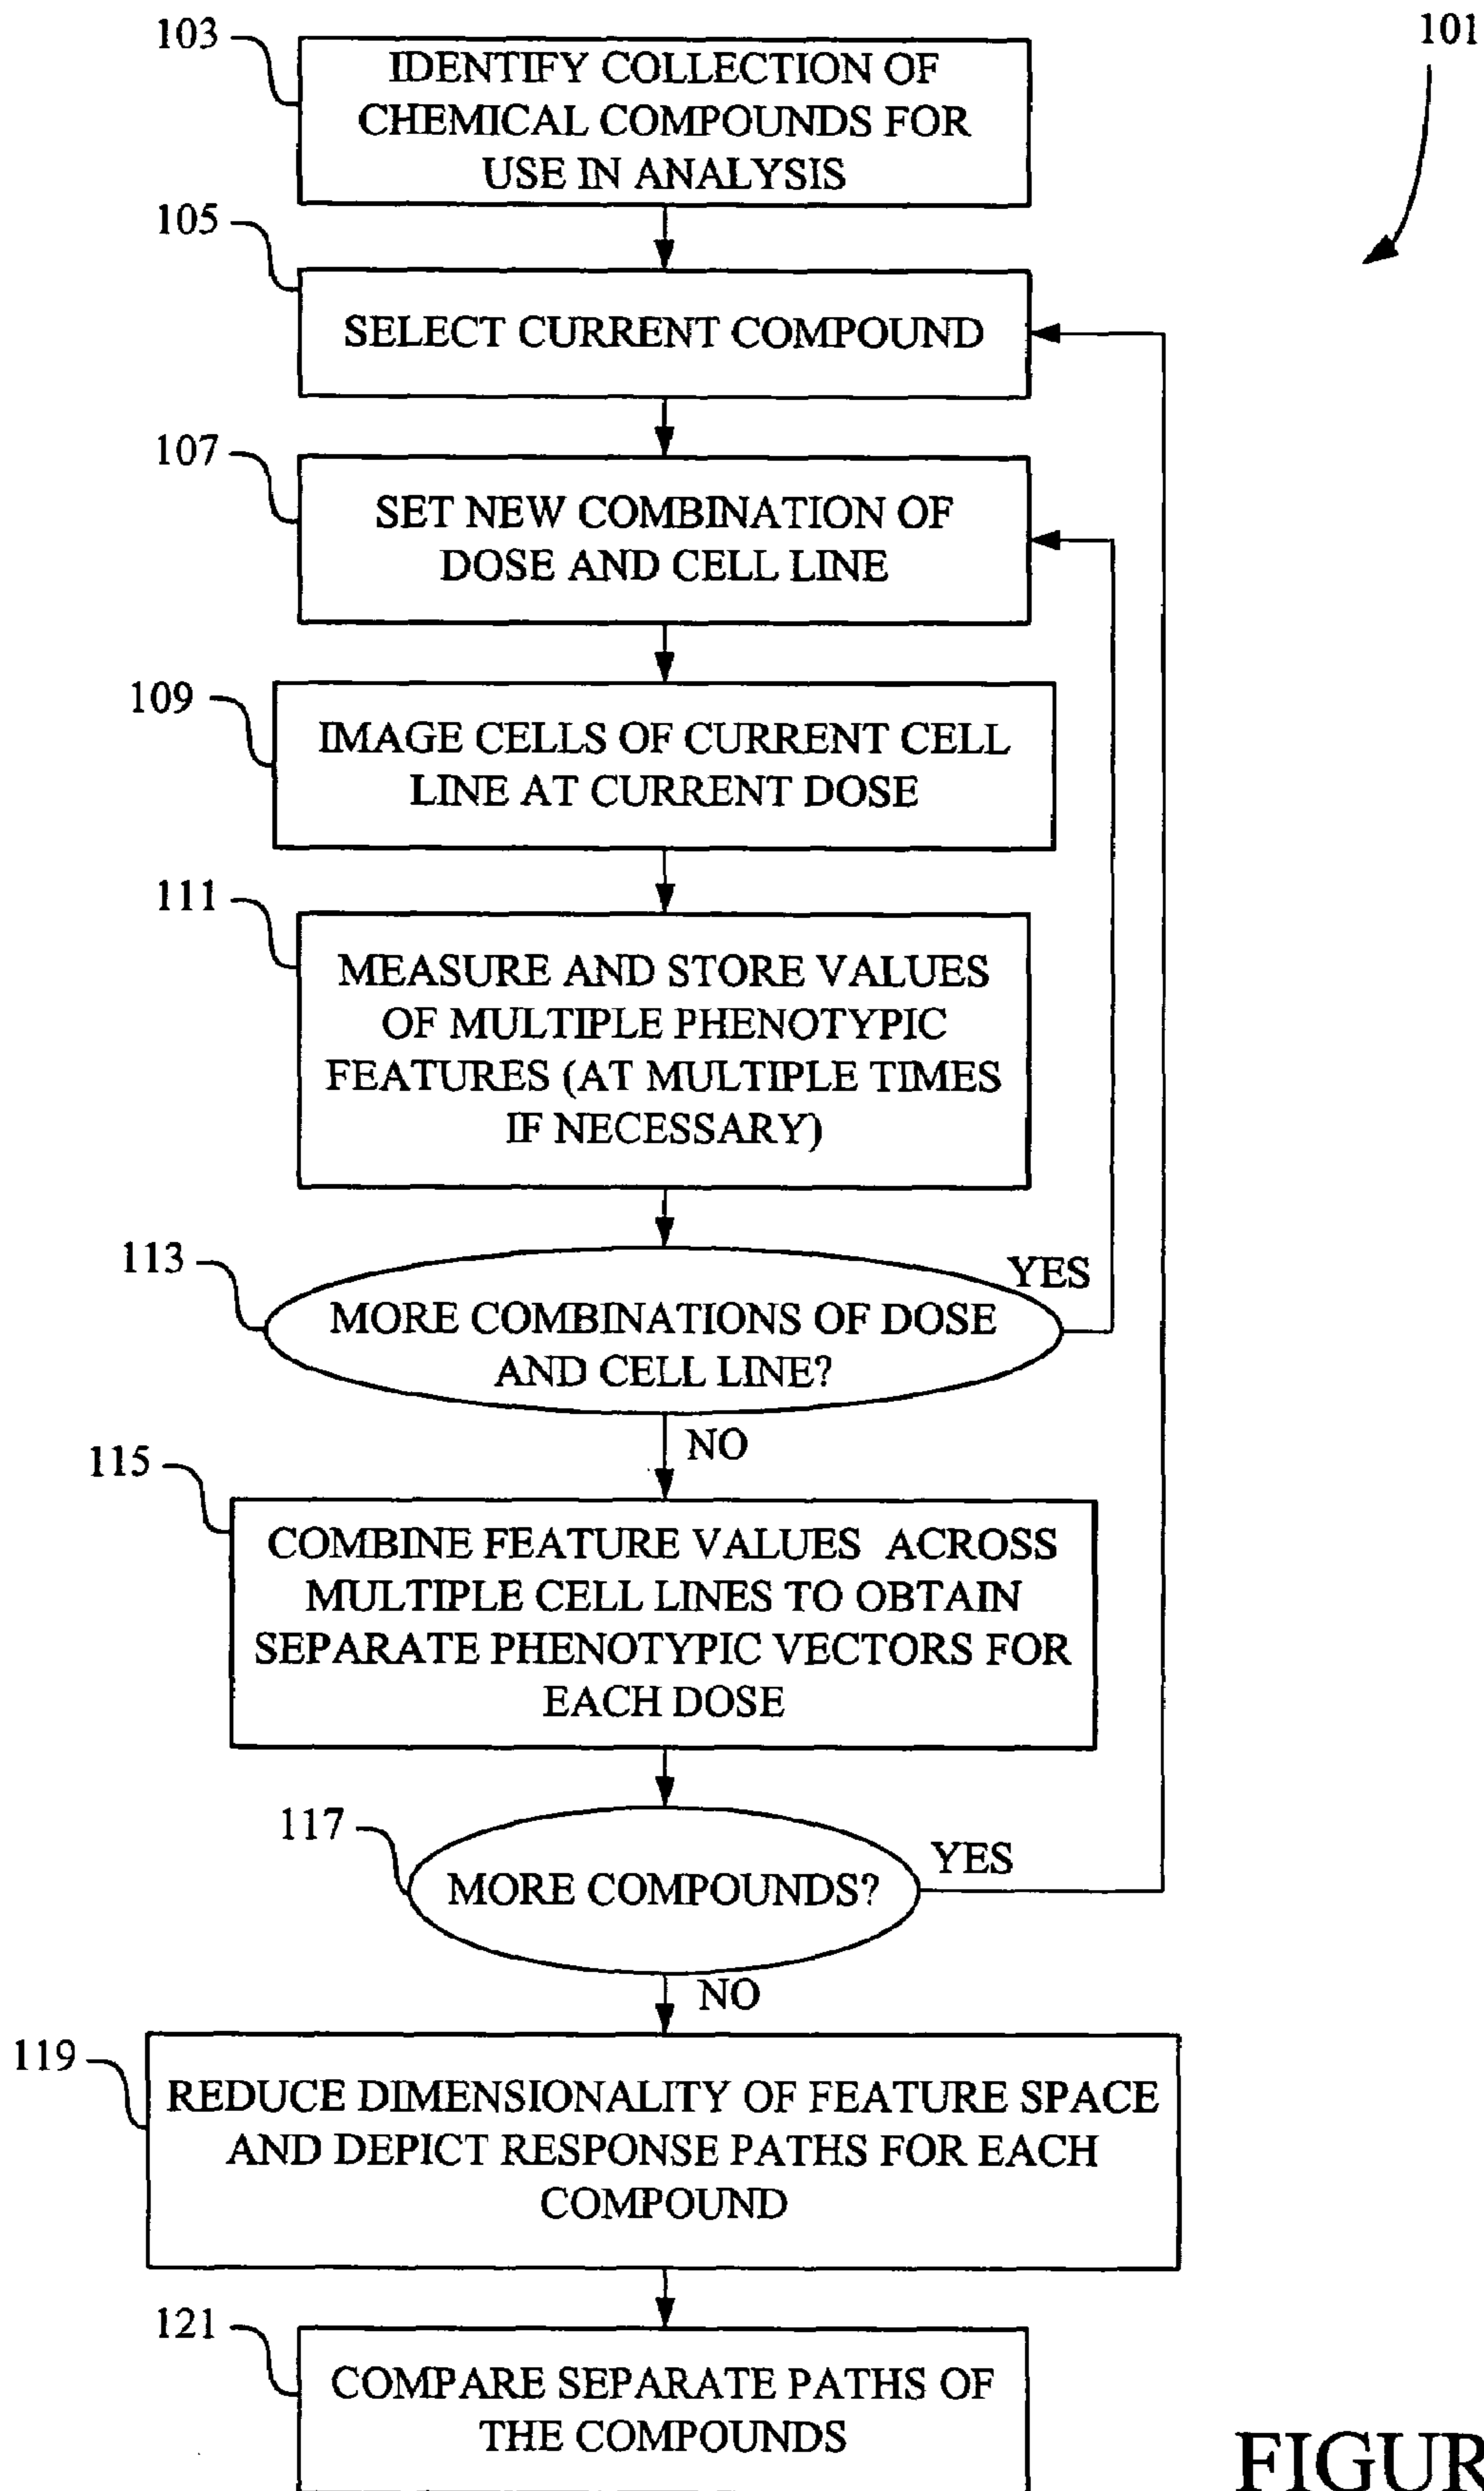 101
103
IDENTIFY COLLECTION OF
CHEMICAL COMPOUNDS FOR
USE IN ANALYSIS
105
SELECT CURRENT COMPOUND
107
SET NEW COMBINATION OF
DOSE AND CELL LINE
109
IMAGE CELLS OF CURRENT CELL
LINE AT CURRENT DOSE
111
MEASURE AND STORE VALUES
OF MULTIPLE PHENOTYPIC
FEATURES (AT MULTIPLE TIMES
IF NECESSARY)
113
MORE COMBINATIONS OF DOSE
AND CELL LINE?
YES
NO
115
COMBINE FEATURE VALUES ACROSS
MULTIPLE CELL LINES TO OBTAIN
SEPARATE PHENOTYPIC VECTORS FOR
EACH DOSE
117
MORE COMPOUNDS?
YES
NO
119
REDUCE DIMENSIONALITY OF FEATURE SPACE
AND DEPICT RESPONSE PATHS FOR EACH
COMPOUND
121
COMPARE SEPARATE PATHS OF
THE COMPOUNDS
FIGUR